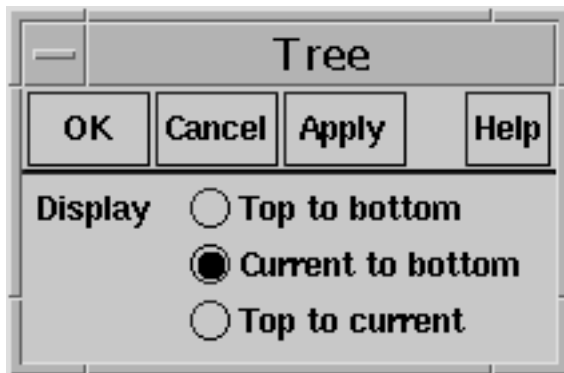 Tree
OK Cancel Apply Help
Display Top to bottom
Current to bottom
Top to current